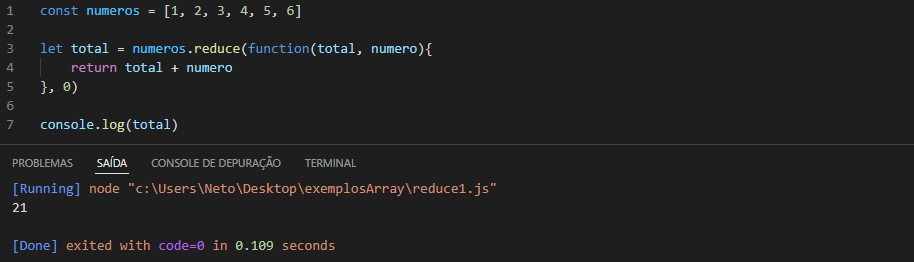 1 const numeros = [1, 2, 3, 4, 5, 6]
2
3 let total = numeros.reduce(function(total, numero){
4     return total + numero
5 }, 0)
6
7 console.log(total)
PROBLEMAS SAÍDA CONSOLE DE DEPURAÇÃO TERMINAL
[Running] node "c:\Users\Neto\Desktop\exemplosArray\reduce1.js"
21
[Done] exited with code=0 in 0.109 seconds